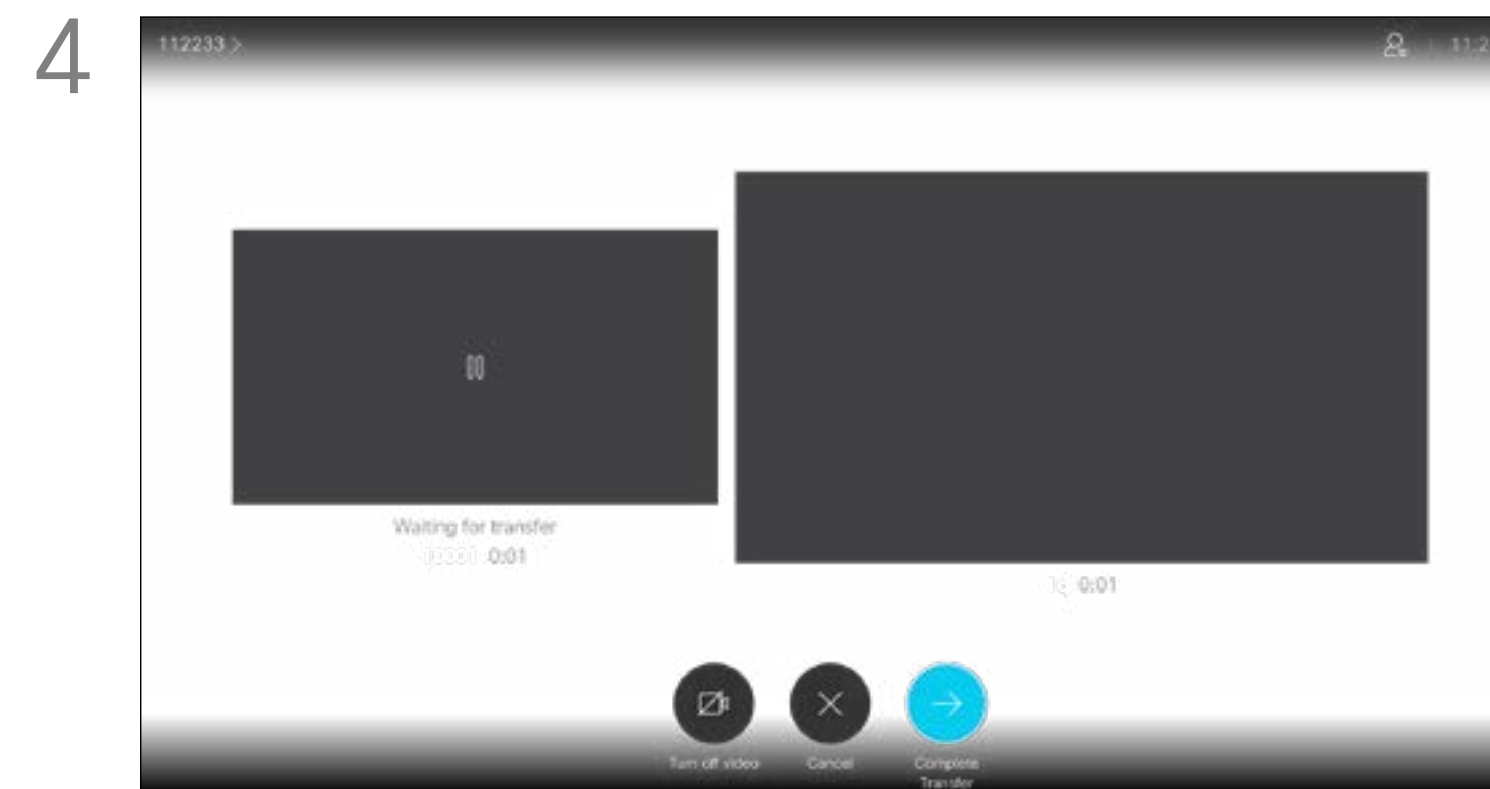 4
112233 >
Waiting for transfer
0:01
0:01
Turn off video
Cancel
Complete
Transfer